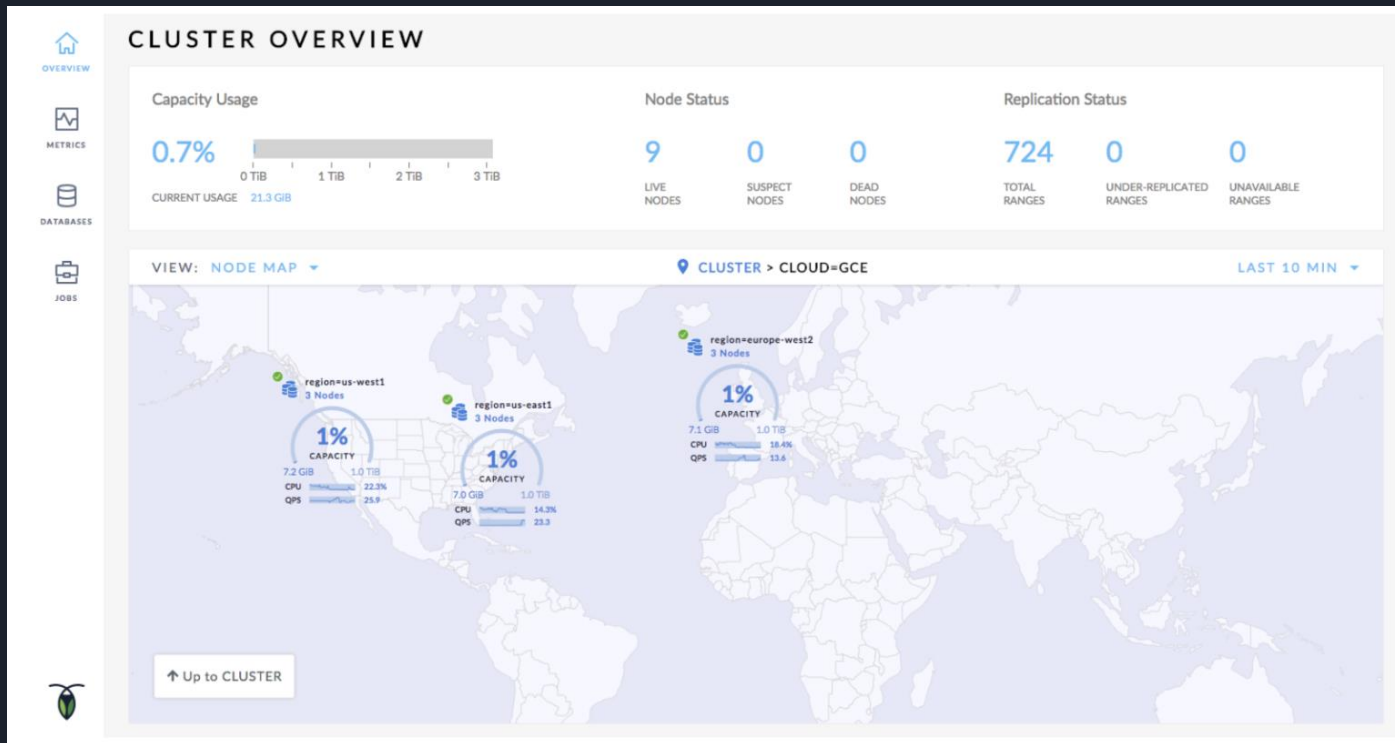 CLUSTER OVERVIEW
OVERVIEW
METRICS
DATABASES
JOBS
Capacity Usage
0.7%
0 TiB 1 TiB 2 TiB 3 TiB
CURRENT USAGE 21.3 GiB
Node Status
9 0 0
LIVE NODES
SUSPECT NODES
DEAD NODES
Replication Status
724 0 0
TOTAL RANGES
UNDER-REPLICATED RANGES
UNAVAILABLE RANGES
VIEW: NODE MAP
CLUSTER > CLOUD=GCE
LAST 10 MIN
region=us-west1
3 Nodes
1%
CAPACITY
7.2 GiB 1.0 TiB
CPU 22.3%
QPS 25.9
region=us-east1
3 Nodes
1%
CAPACITY
7.0 GiB 1.0 TiB
CPU 14.3%
QPS 23.3
region=europe-west2
3 Nodes
1%
CAPACITY
7.1 GiB 1.0 TiB
CPU 18.4%
QPS 13.6
Up to CLUSTER